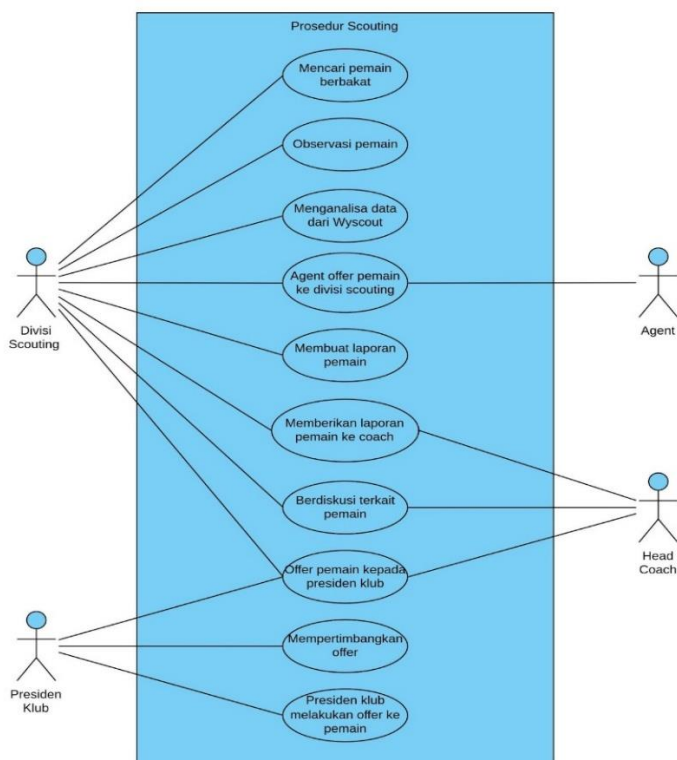 Prosedur Scouting
Mencari pemain
berbakat
Observasi pemain
Menganalisa data
dari Wyscout
Agent offer pemain
ke divisi scouting
Divisi
Scouting
Agent
Membuat laporan
pemain
Memberikan laporan
pemain ke coach
Berdiskusi terkait
pemain
Head
Coach
Offer pemain kepada
presiden klub
Mempertimbangkan
offer
Presiden
Klub
Presiden klub
melakukan offer ke
pemain